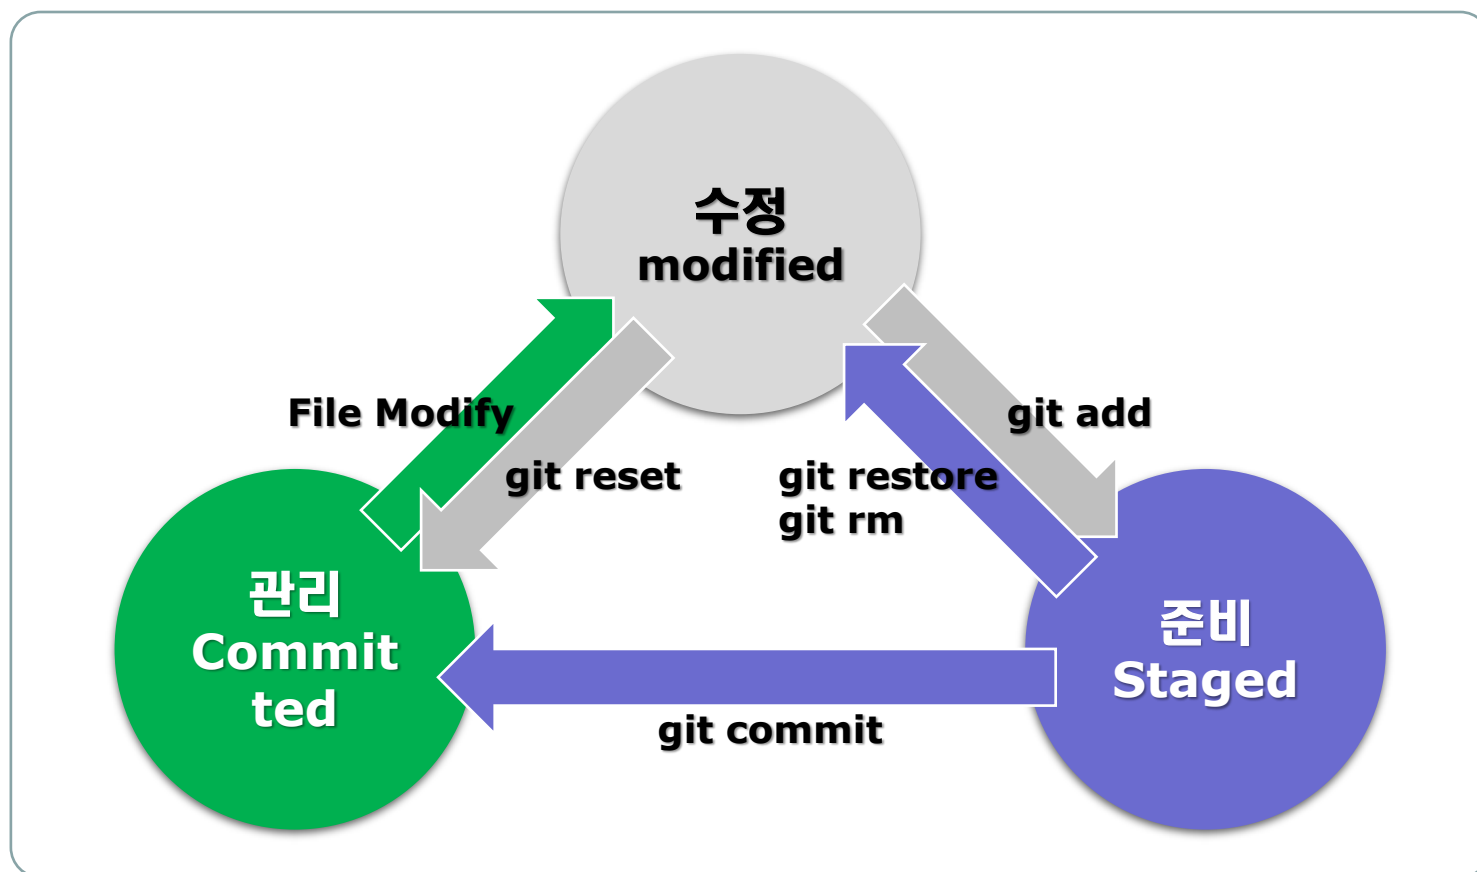 수정
modified
File Modify
git add
git reset
git restore
git rm
관리
Commit
ted
준비
Staged
git commit